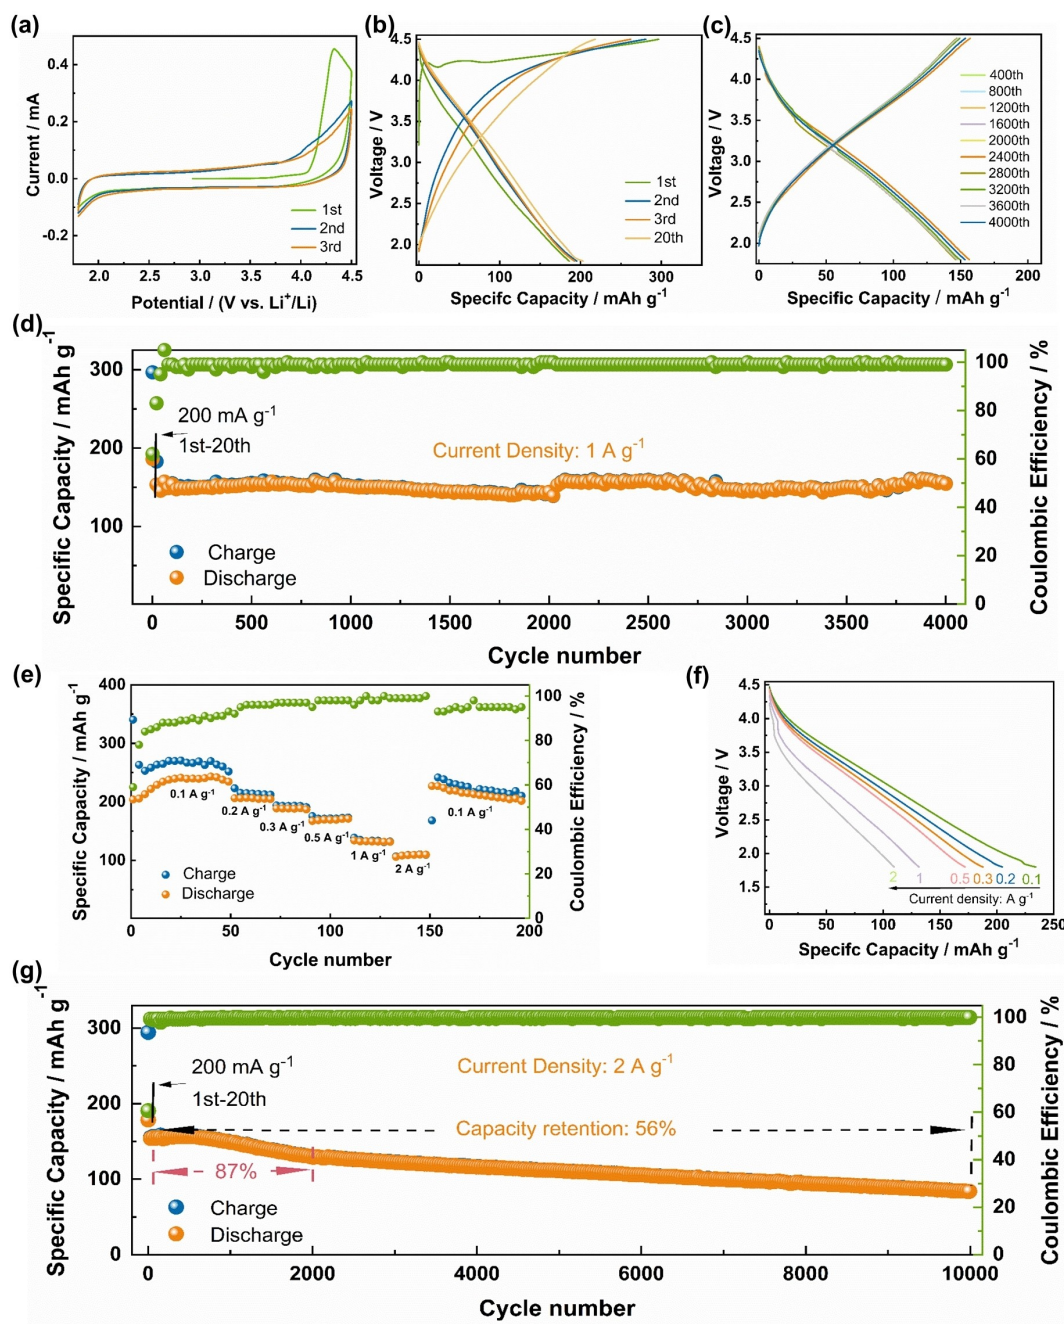 (a)
0.4
0.2
0.0
-0.2
Current / mA
1st
2nd
3rd
2.0 2.5 3.0 3.5 4.0 4.5
Potential / (V vs. Li+/Li)
(b)
4.5
4.0
3.5
3.0
2.5
2.0
Voltage / V
1st
2nd
3rd
20th
0 100 200 300
Specifc Capacity / mAh g-1
(c)
4.5
4.0
3.5
3.0
2.5
2.0
Voltage / V
400th
800th
1200th
1600th
2000th
2400th
2800th
3200th
3600th
4000th
0 50 100 150 200
Specific Capacity / mAh g-1
(d)
Specific Capacity / mAh g-1
300
200
100
200 mA g-1
1st-20th
Current Density: 1 A g-1
Charge
Discharge
100
80
60
40
20
0
Coulombic Efficiency / %
0 500 1000 1500 2000 2500 3000 3500 4000
Cycle number
(e)
Specific Capacity / mAh g-1
400
300
200
100
0.1 A g-1
0.2 A g-1
0.3 A g-1
0.5 A g-1
1 A g-1
2 A g-1
0.1 A g-1
Charge
Discharge
100
80
60
40
20
0
Coulombic Efficiency / %
0 50 100 150 200
Cycle number
(f)
4.5
4.0
3.5
3.0
2.5
2.0
1.5
Voltage / V
2 1 0.5 0.3 0.2 0.1
Current density: A g-1
0 50 100 150 200 250
Specifc Capacity / mAh g-1
(g)
Specific Capacity / mAh g-1
300
200
100
0
200 mA g-1
1st-20th
Current Density: 2 A g-1
Capacity retention: 56%
87%
Charge
Discharge
100
80
60
40
20
0
Coulombic Efficiency / %
0 2000 4000 6000 8000 10000
Cycle number